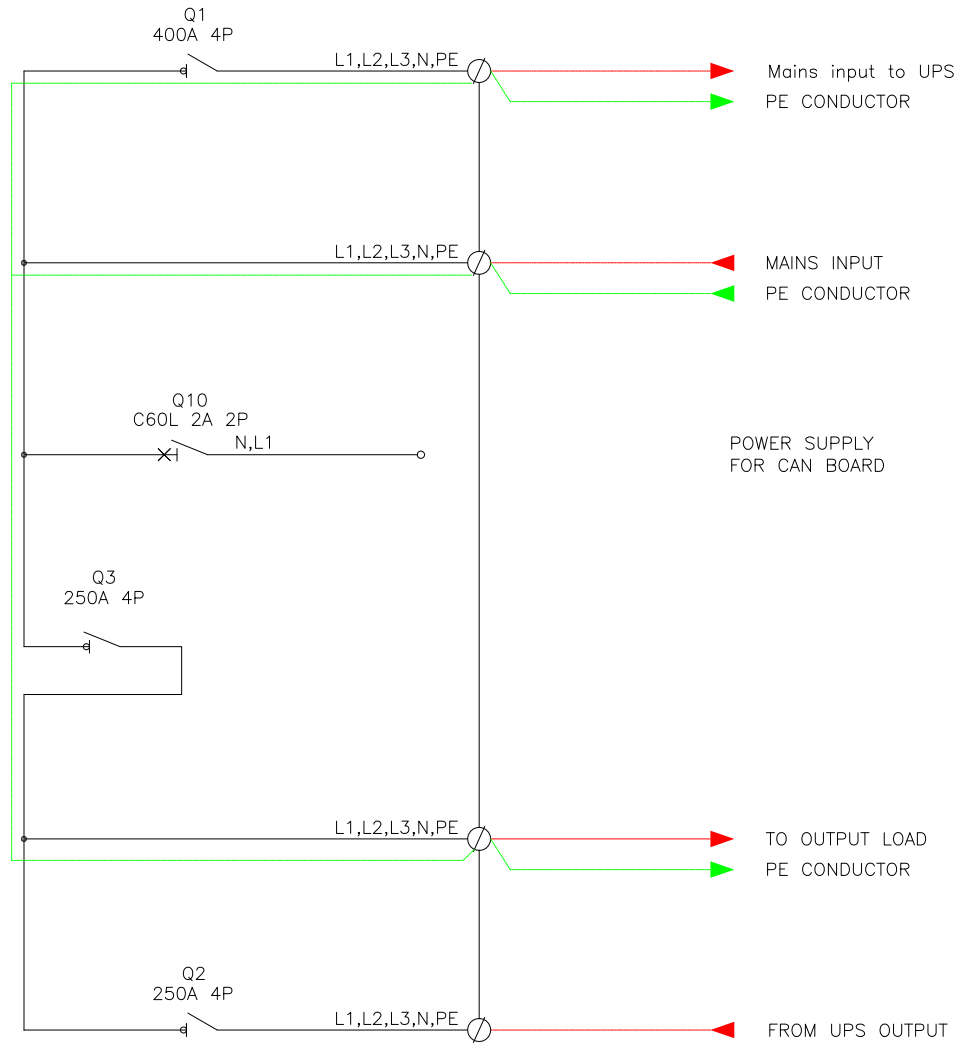 Q1
400A 4P
L1,L2,L3,N,PE
Mains input to UPS
PE CONDUCTOR
L1,L2,L3,N,PE
MAINS INPUT
PE CONDUCTOR
Q10
C60L 2A 2P
N,L1
POWER SUPPLY
FOR CAN BOARD
Q3
250A 4P
L1,L2,L3,N,PE
TO OUTPUT LOAD
PE CONDUCTOR
Q2
250A 4P
L1,L2,L3,N,PE
FROM UPS OUTPUT